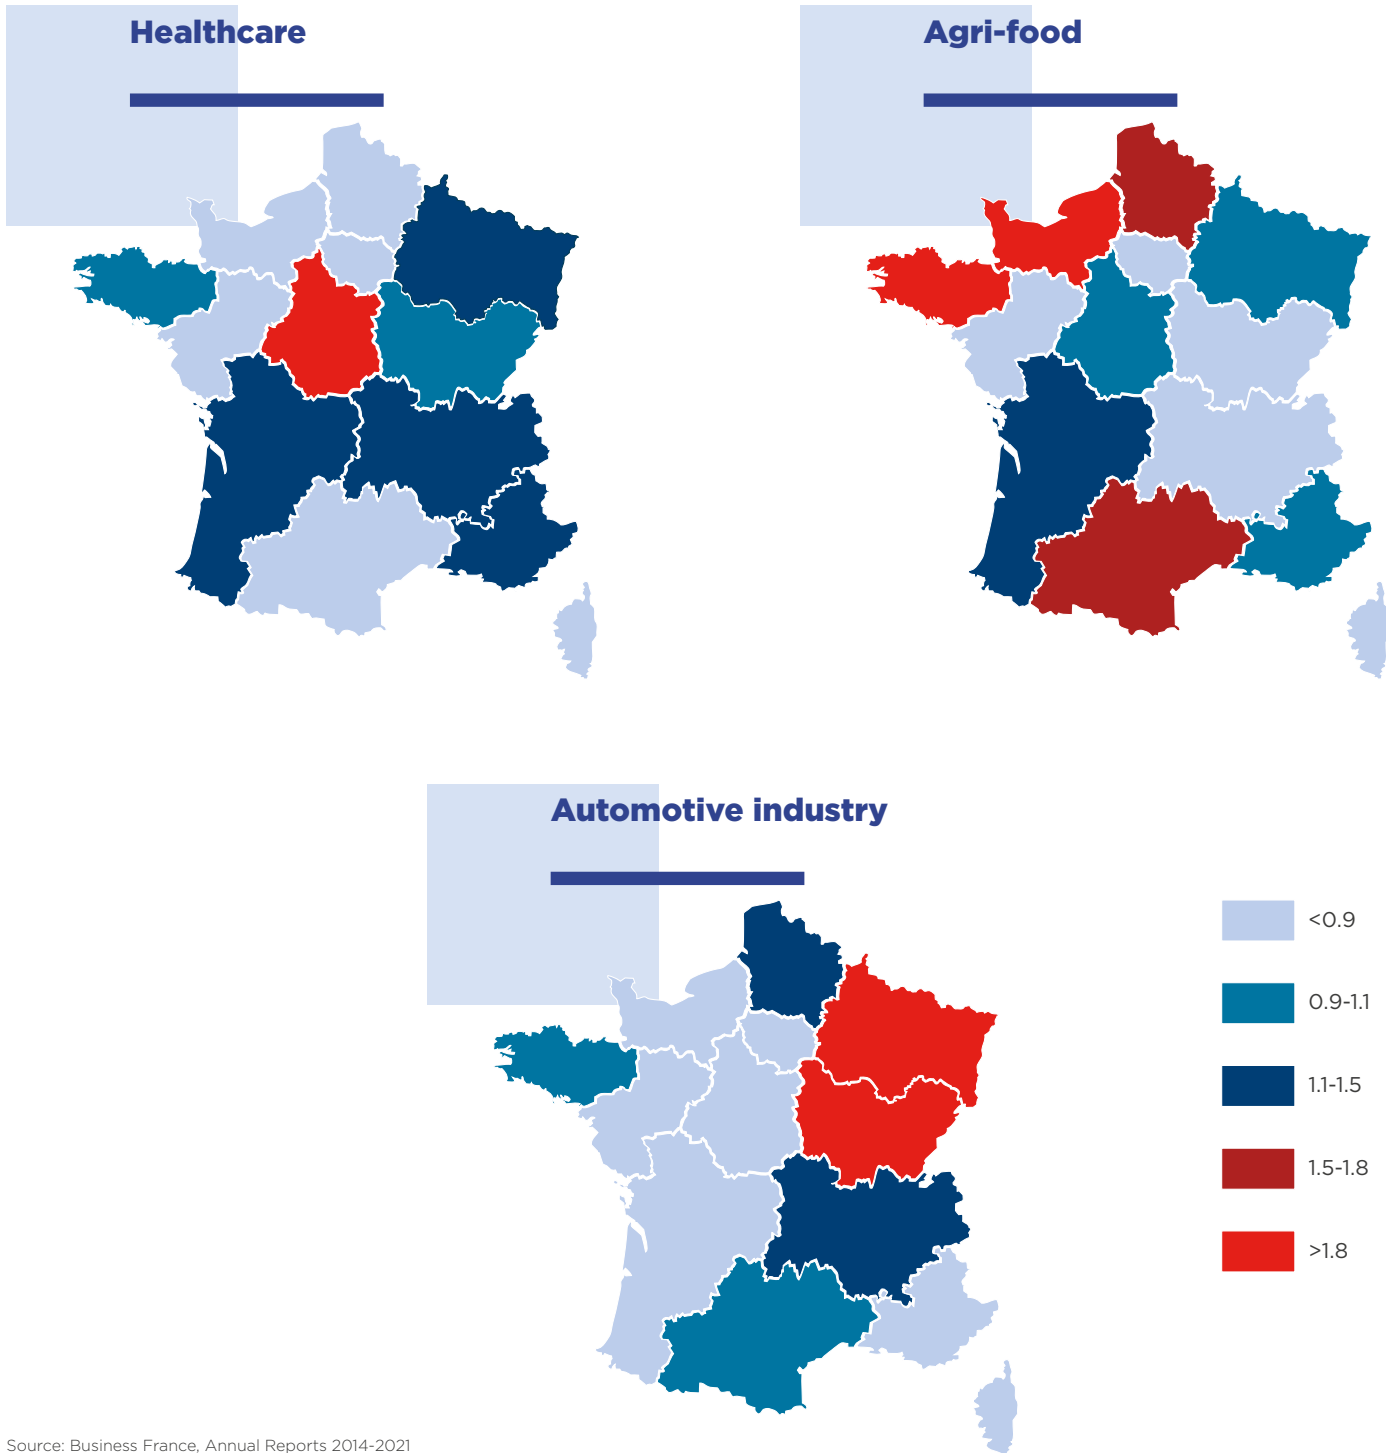 Healthcare
Agri-food
Automotive industry
<0.9
0.9-1.1
1.1-1.5
1.5-1.8
>1.8
Source: Business France, Annual Reports 2014-2021